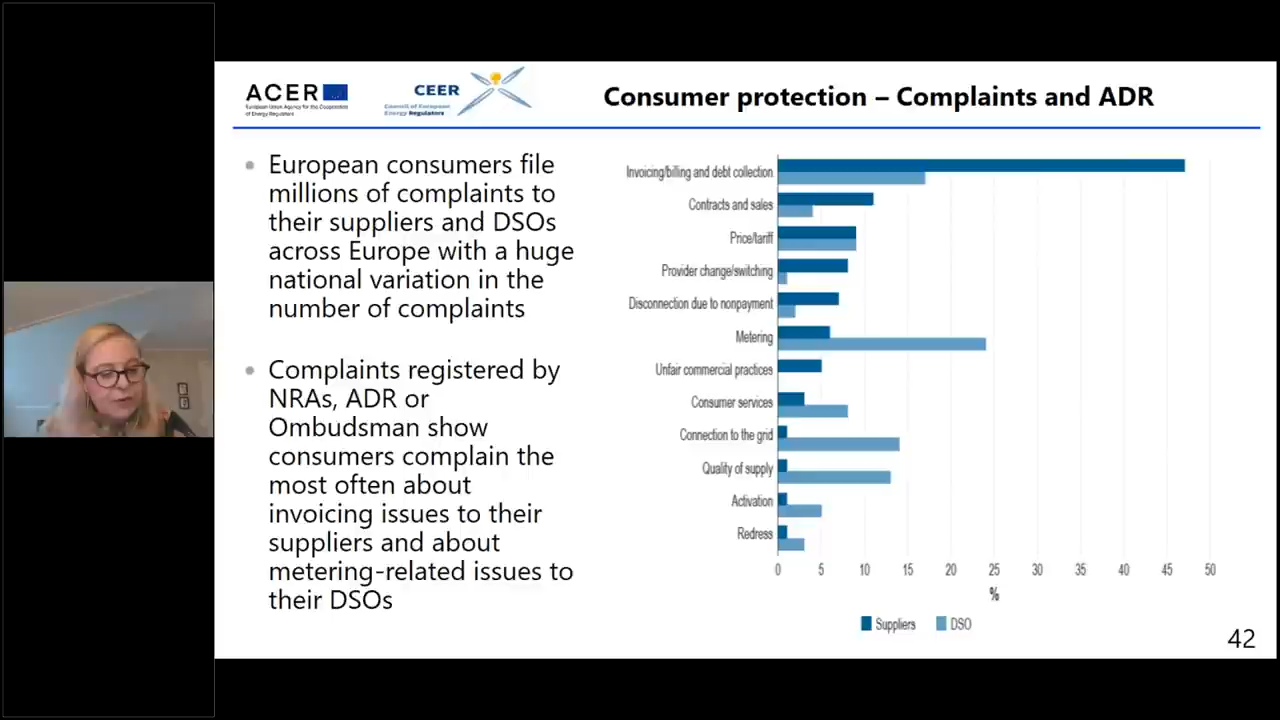 ACER
European Union Agency for the Cooperation
of Energy Regulators
CEER
Council of European
Energy Regulators
Consumer protection – Complaints and ADR
European consumers file
millions of complaints to
their suppliers and DSOs
across Europe with a huge
national variation in the
number of complaints
Complaints registered by
NRAs, ADR or
Ombudsman show
consumers complain the
most often about
invoicing issues to their
suppliers and about
metering-related issues to
their DSOs
Invoicing/billing and debt collection
Contracts and sales
Price/tariff
Provider change/switching
Disconnection due to nonpayment
Metering
Unfair commercial practices
Consumer services
Connection to the grid
Quality of supply
Activation
Redress
0 5 10 15 20 25 30 35 40 45 50
%
Suppliers DSO
42